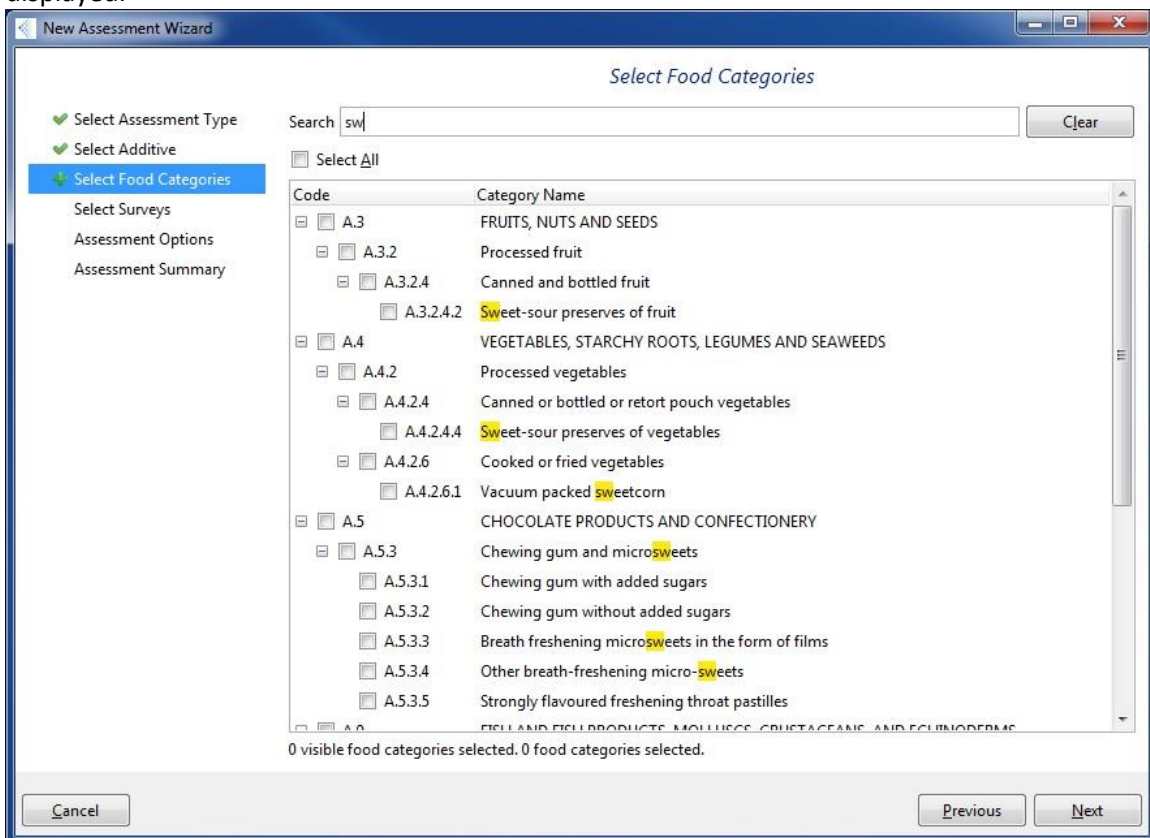 displayed.
New Assessment Wizard
Select Food Categories
Select Assessment Type
Select Additive
Select Food Categories
Select Surveys
Assessment Options
Assessment Summary
Search sw Clear
Select All
Code Category Name
A.3 FRUITS, NUTS AND SEEDS
A.3.2 Processed fruit
A.3.2.4 Canned and bottled fruit
A.3.2.4.2 Sweet-sour preserves of fruit
A.4 VEGETABLES, STARCHY ROOTS, LEGUMES AND SEAWEEDS
A.4.2 Processed vegetables
A.4.2.4 Canned or bottled or retort pouch vegetables
A.4.2.4.4 Sweet-sour preserves of vegetables
A.4.2.6 Cooked or fried vegetables
A.4.2.6.1 Vacuum packed sweetcorn
A.5 CHOCOLATE PRODUCTS AND CONFECTIONERY
A.5.3 Chewing gum and microsweets
A.5.3.1 Chewing gum with added sugars
A.5.3.2 Chewing gum without added sugars
A.5.3.3 Breath freshening microsweets in the form of films
A.5.3.4 Other breath-freshening micro-sweets
A.5.3.5 Strongly flavoured freshening throat pastilles
FISH AND FISH PRODUCTS, MOLLUSCS, CRUSTACEANS, AND ECHINODERMS
0 visible food categories selected. 0 food categories selected.
Cancel Previous Next